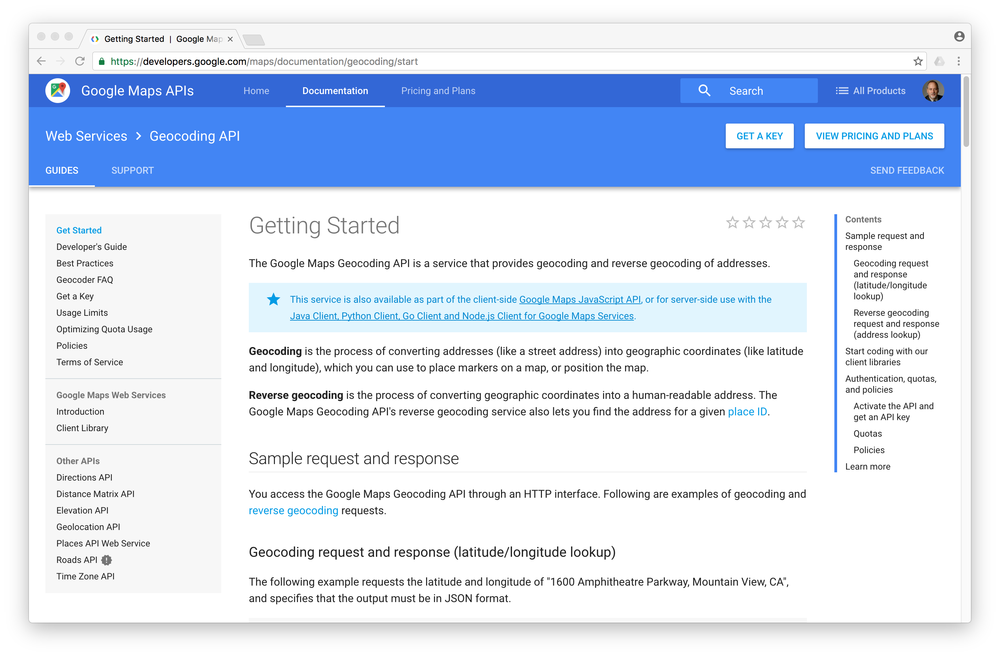 Getting Started | Google Map
https://developers.google.com/maps/documentation/geocoding/start
Google Maps APIs
Home
Documentation
Pricing and Plans
Search
All Products
Web Services > Geocoding API
GET A KEY
VIEW PRICING AND PLANS
GUIDES
SUPPORT
SEND FEEDBACK
Get Started
Developer's Guide
Best Practices
Geocoder FAQ
Get a Key
Usage Limits
Optimizing Quota Usage
Policies
Terms of Service
Google Maps Web Services
Introduction
Client Library
Other APIs
Directions API
Distance Matrix API
Elevation API
Geolocation API
Places API Web Service
Roads API
Time Zone API
Getting Started
The Google Maps Geocoding API is a service that provides geocoding and reverse geocoding of addresses.
This service is also available as part of the client-side Google Maps JavaScript API, or for server-side use with the
Java Client, Python Client, Go Client and Node.js Client for Google Maps Services.
Geocoding is the process of converting addresses (like a street address) into geographic coordinates (like latitude
and longitude), which you can use to place markers on a map, or position the map.
Reverse geocoding is the process of converting geographic coordinates into a human-readable address. The
Google Maps Geocoding API's reverse geocoding service also lets you find the address for a given place ID.
Sample request and response
You access the Google Maps Geocoding API through an HTTP interface. Following are examples of geocoding and
reverse geocoding requests.
Geocoding request and response (latitude/longitude lookup)
The following example requests the latitude and longitude of "1600 Amphitheatre Parkway, Mountain View, CA",
and specifies that the output must be in JSON format.
Contents
Sample request and
response
Geocoding request
and response
(latitude/longitude
lookup)
Reverse geocoding
request and response
(address lookup)
Start coding with our
client libraries
Authentication, quotas,
and policies
Activate the API and
get an API key
Quotas
Policies
Learn more